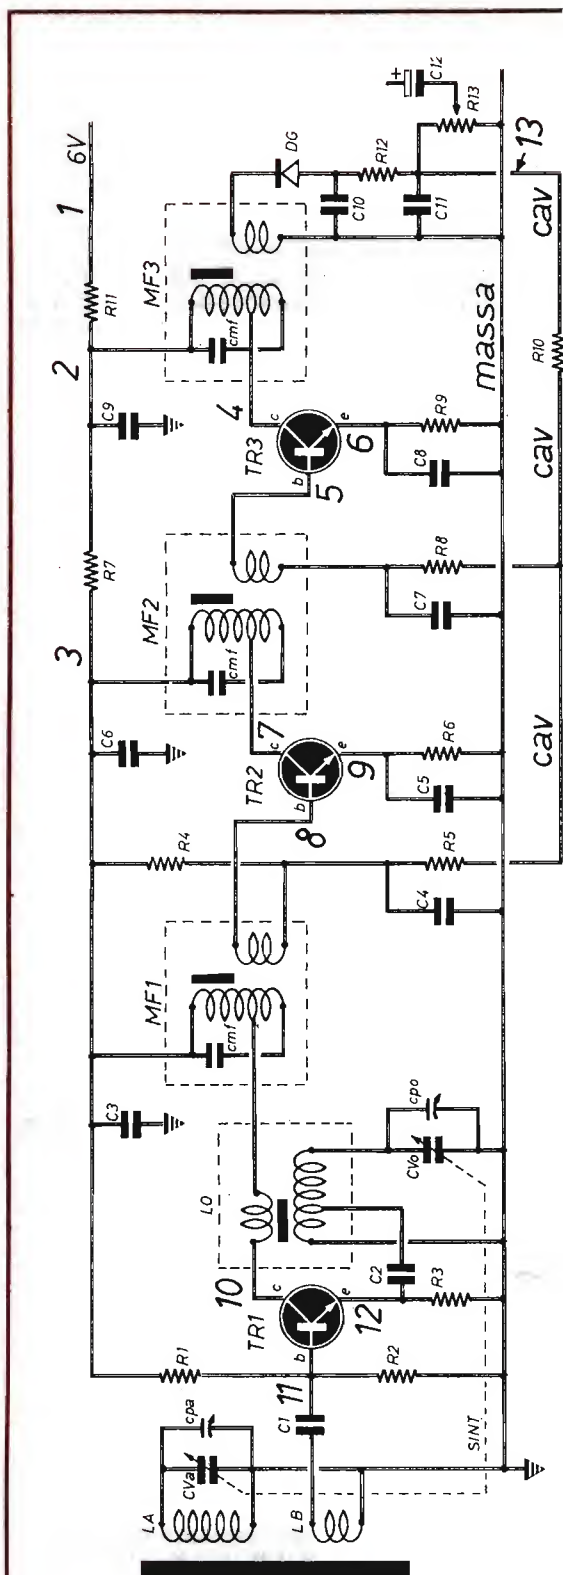 3 2 1 6V
C3 C6 R7 C9 R11
LA CVa cpa R1 LO MF1 R4 MF2 MF3
cmf cmf cmf
10 7 4 DG
TR1 c TR2 c TR3 c
LB C1 11 b 8 b 5 b
12 e 9 e 6 e
C10 R12 C12
R2 C2 R3 CVo cpo C4 R5 C5 R6 C7 R8 C8 R9 C11 R13
SINT massa
13
cav cav R10 cav